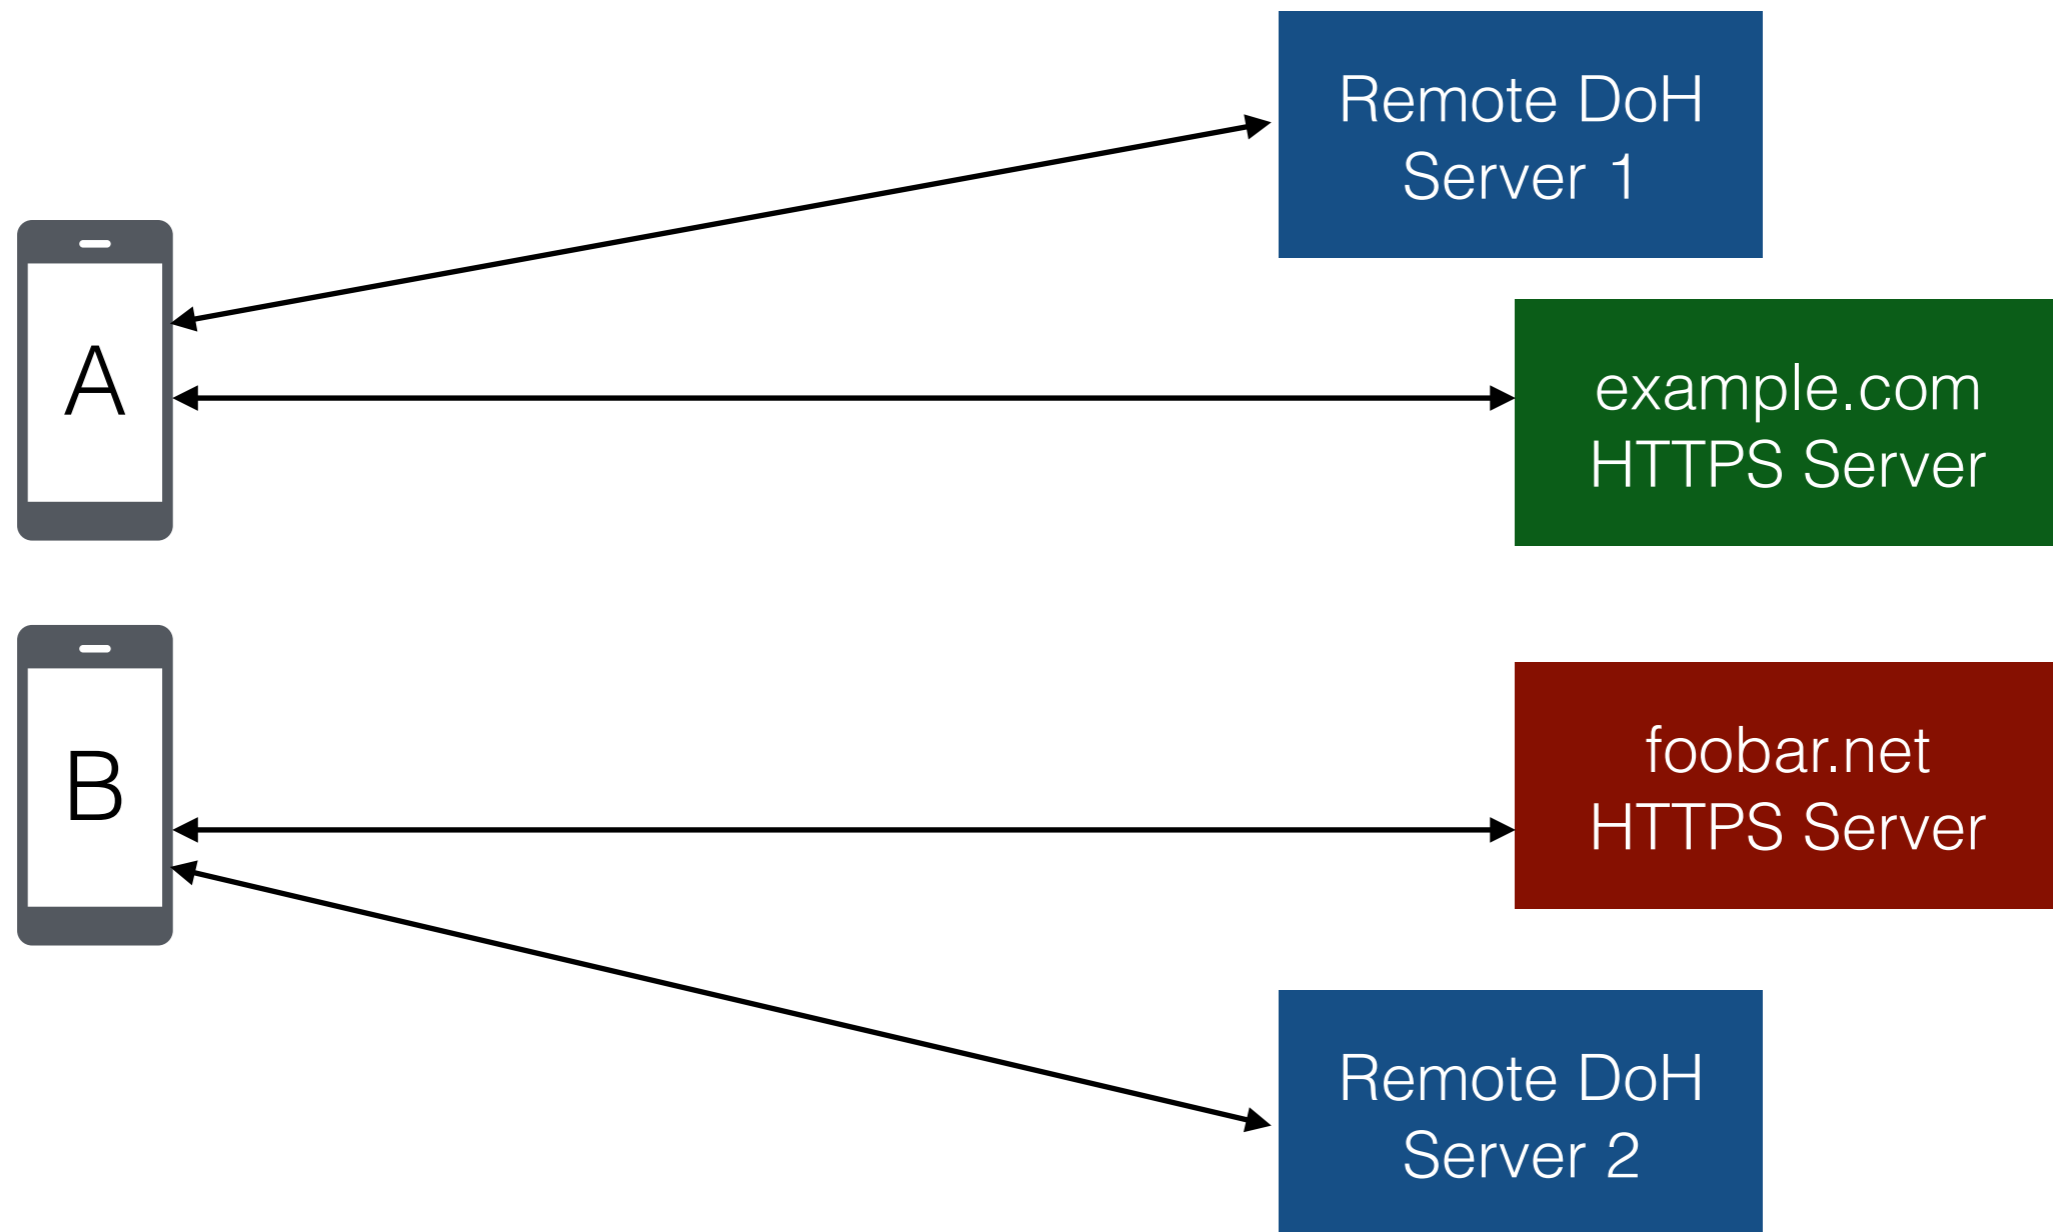 Remote DoH
Server 1
A
example.com
HTTPS Server
B
foobar.net
HTTPS Server
Remote DoH
Server 2